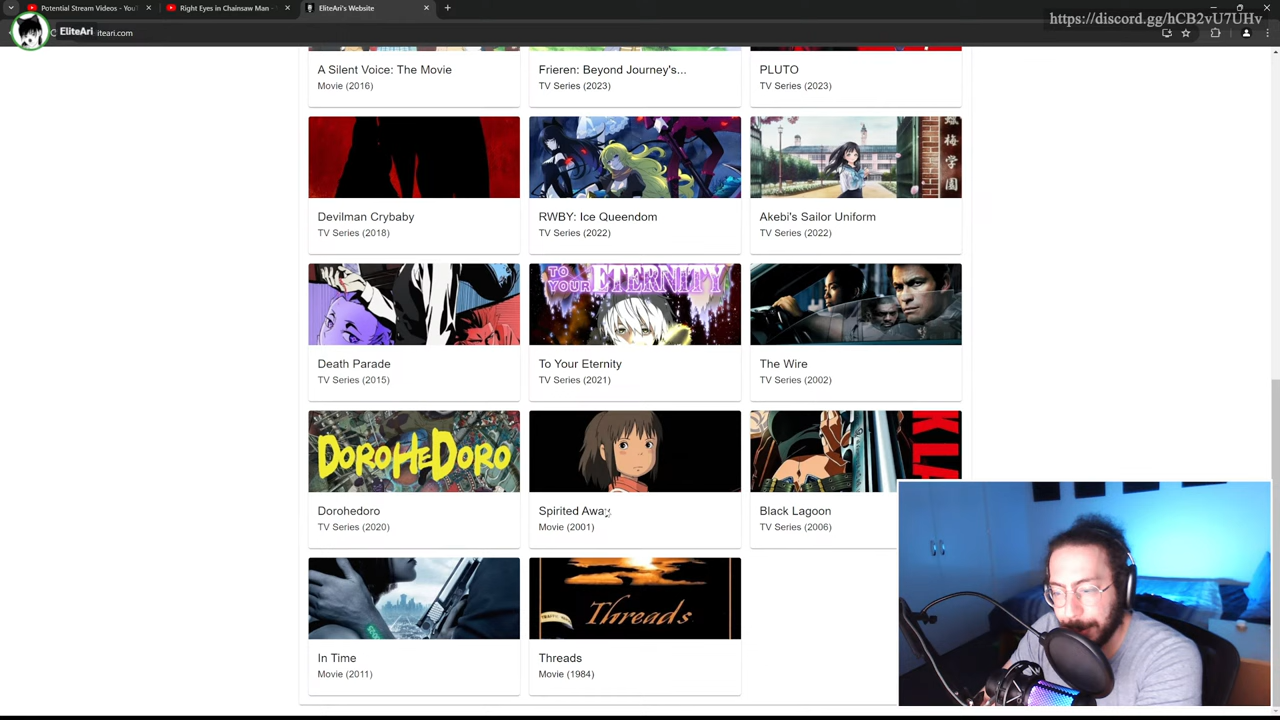 Potential Stream Videos - You
Right Eyes in Chainsaw Man -
EliteAri's Website
EliteAri
iteari.com
https://discord.gg/hCB2vU7UHv
A Silent Voice: The Movie
Movie (2016)
Frieren: Beyond Journey's...
TV Series (2023)
PLUTO
TV Series (2023)
梅学園
Devilman Crybaby
TV Series (2018)
RWBY: Ice Queendom
TV Series (2022)
Akebi's Sailor Uniform
TV Series (2022)
TO YOUR ETERNITY
Death Parade
TV Series (2015)
To Your Eternity
TV Series (2021)
The Wire
TV Series (2002)
DOROHEDORO
KLA
Dorohedoro
TV Series (2020)
Spirited Away
Movie (2001)
Black Lagoon
TV Series (2006)
Threads
In Time
Movie (2011)
Threads
Movie (1984)